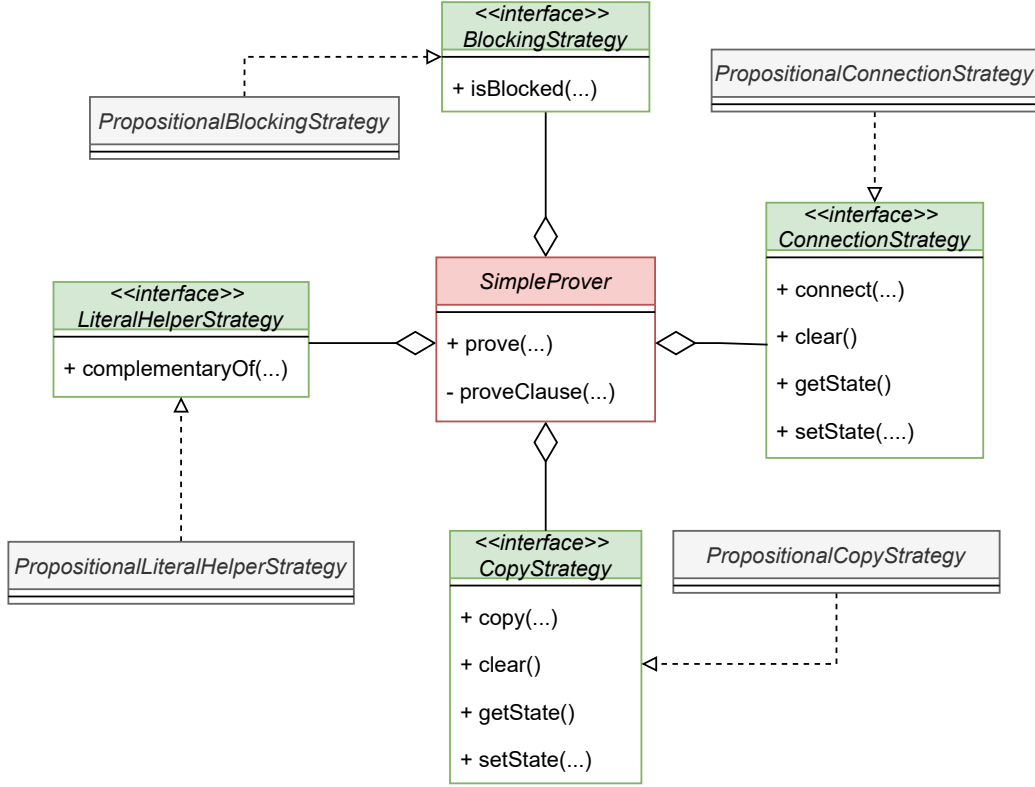 <<interface>>
BlockingStrategy
+ isBlocked(...)
PropositionalConnectionStrategy
PropositionalBlockingStrategy
<<interface>>
ConnectionStrategy
+ connect(...)
+ clear()
+ getState()
+ setState(....)
SimpleProver
+ prove(...)
- proveClause(...)
<<interface>>
LiteralHelperStrategy
+ complementaryOf(...)
PropositionalLiteralHelperStrategy
<<interface>>
CopyStrategy
+ copy(...)
+ clear()
+ getState()
+ setState(...)
PropositionalCopyStrategy